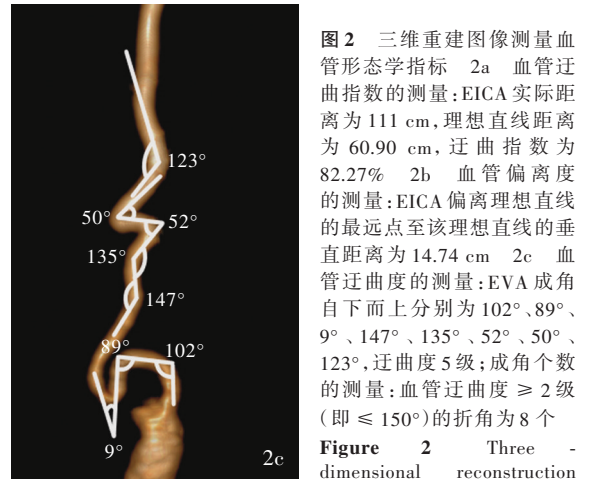 123°
50°
52°
135°
147°
89°
102°
9°
2c
图2 三维重建图像测量血
管形态学指标 2a 血管迂
曲指数的测量:EICA实际距
离为111 cm,理想直线距离
为 60.90 cm,迂曲指数为
82.27% 2b 血管偏离度
的测量:EICA偏离理想直线
的最远点至该理想直线的垂
直距离为14.74 cm 2c 血
管迂曲度的测量:EVA成角
自下而上分别为102°、89°、
9°、147°、135°、52°、50°、
123°,迂曲度5级;成角个数
的测量:血管迂曲度≥2级
(即≤150°)的折角为8个
Figure 2 Three -
dimensional reconstruction